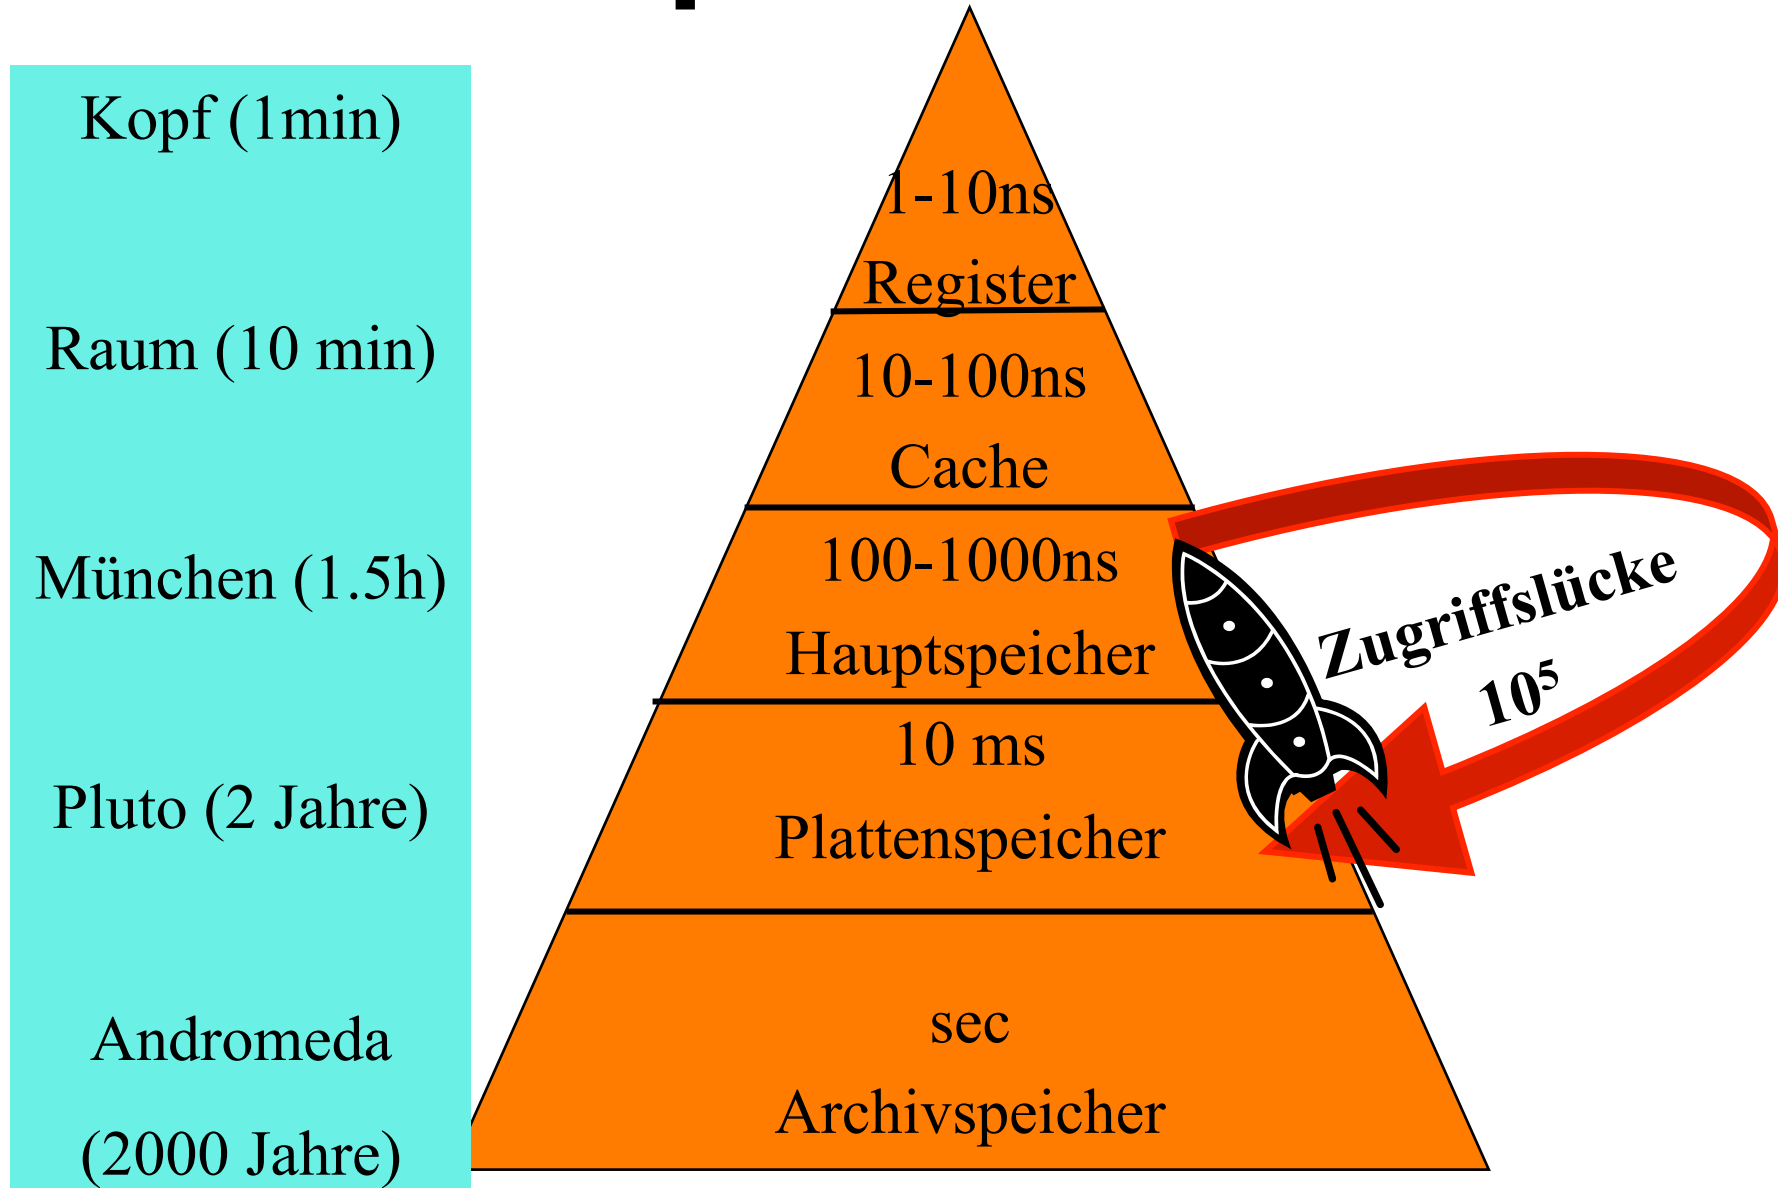 Kopf (1min)
Raum (10 min)
München (1.5h)
Pluto (2 Jahre)
Andromeda
(2000 Jahre)
1-10ns
Register
10-100ns
Cache
100-1000ns
Hauptspeicher
10 ms
Plattenspeicher
sec
Archivspeicher
Zugriffslücke
10⁵